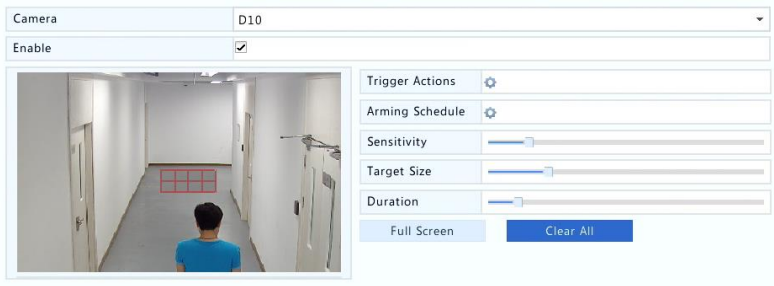 Camera D10
Enable
Trigger Actions
Arming Schedule
Sensitivity
Target Size
Duration
Full Screen Clear All